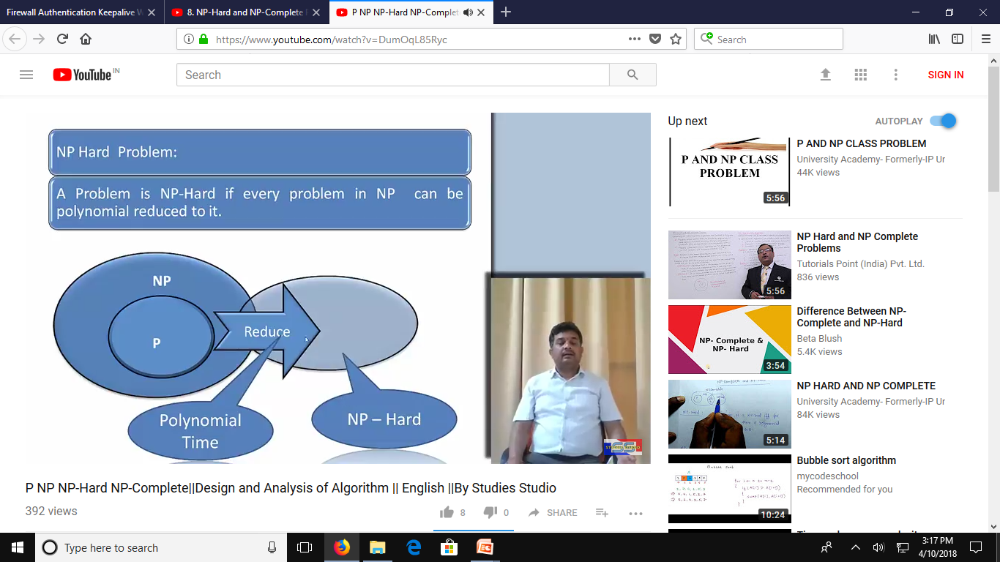 Firewall Authentication Keepalive W
8. NP-Hard and NP-Complete
P NP NP-Hard NP-Complete
https://www.youtube.com/watch?v=DumOqL85Ryc
Search
YouTube IN
Search
SIGN IN
NP Hard Problem:
A Problem is NP-Hard if every problem in NP can be
polynomial reduced to it.
NP
P
Reduce
Polynomial
Time
NP – Hard
P NP NP-Hard NP-Complete||Design and Analysis of Algorithm || English ||By Studies Studio
392 views
8
0
SHARE
Up next
AUTOPLAY
P AND NP CLASS
PROBLEM
5:56
P AND NP CLASS PROBLEM
University Academy- Formerly-IP Ur
44K views
5:56
NP Hard and NP Complete
Problems
Tutorials Point (India) Pvt. Ltd.
836 views
NP- Complete &
NP- Hard
3:54
Difference Between NP-
Complete and NP-Hard
Beta Blush
5.4K views
5:14
NP HARD AND NP COMPLETE
University Academy- Formerly-IP Ur
84K views
Bubble sort
10:24
Bubble sort algorithm
mycodeschool
Recommended for you
Type here to search
3:17 PM
4/10/2018